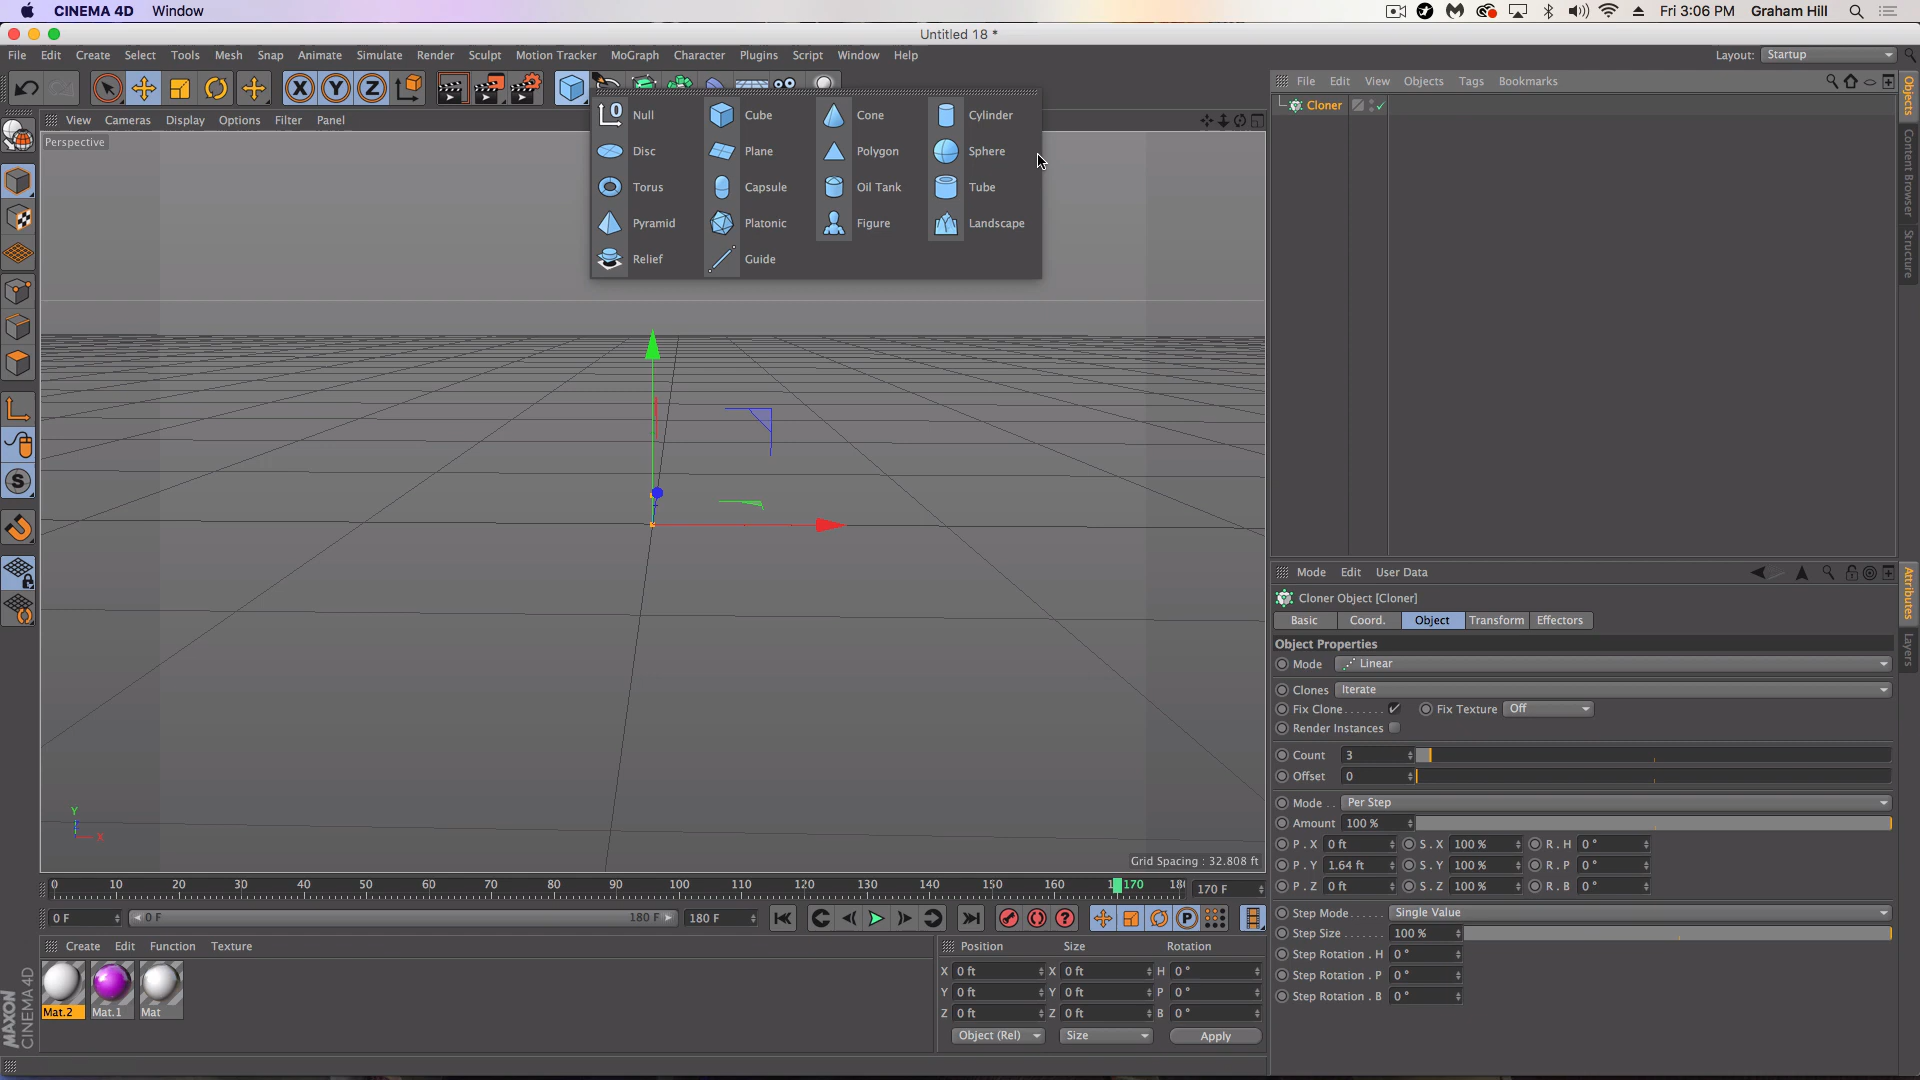 CINEMA 4D Window Fri 3:06 PM Graham Hill
Untitled 18 *
File Edit Create Select Tools Mesh Snap Animate Simulate Render Sculpt Motion Tracker MoGraph Character Plugins Script Window Help Layout: Startup
X Y Z
File Edit View Objects Tags Bookmarks
View Cameras Display Options Filter Panel
Perspective
Null Cube Cone Cylinder
Disc Plane Polygon Sphere
Torus Capsule Oil Tank Tube
Pyramid Platonic Figure Landscape
Relief Guide
Cloner
Objects
Content Browser
Structure
Y
X
Grid Spacing : 32.808 ft
0 10 20 30 40 50 60 70 80 90 100 110 120 130 140 150 160 170 180 170 F
0 F 0 F 180 F 180 F
Create Edit Function Texture
Mat.2 Mat.1 Mat
MAXON
CINEMA4D
Position Size Rotation
X 0 ft X 0 ft H 0 °
Y 0 ft Y 0 ft P 0 °
Z 0 ft Z 0 ft B 0 °
Object (Rel) Size Apply
Mode Edit User Data
Attributes
Layers
Cloner Object [Cloner]
Basic Coord. Object Transform Effectors
Object Properties
Mode Linear
Clones Iterate
Fix Clone Fix Texture Off
Render Instances
Count 3
Offset 0
Mode Per Step
Amount 100 %
P . X 0 ft S . X 100 % R . H 0 °
P . Y 1.64 ft S . Y 100 % R . P 0 °
P . Z 0 ft S . Z 100 % R . B 0 °
Step Mode Single Value
Step Size 100 %
Step Rotation . H 0 °
Step Rotation . P 0 °
Step Rotation . B 0 °